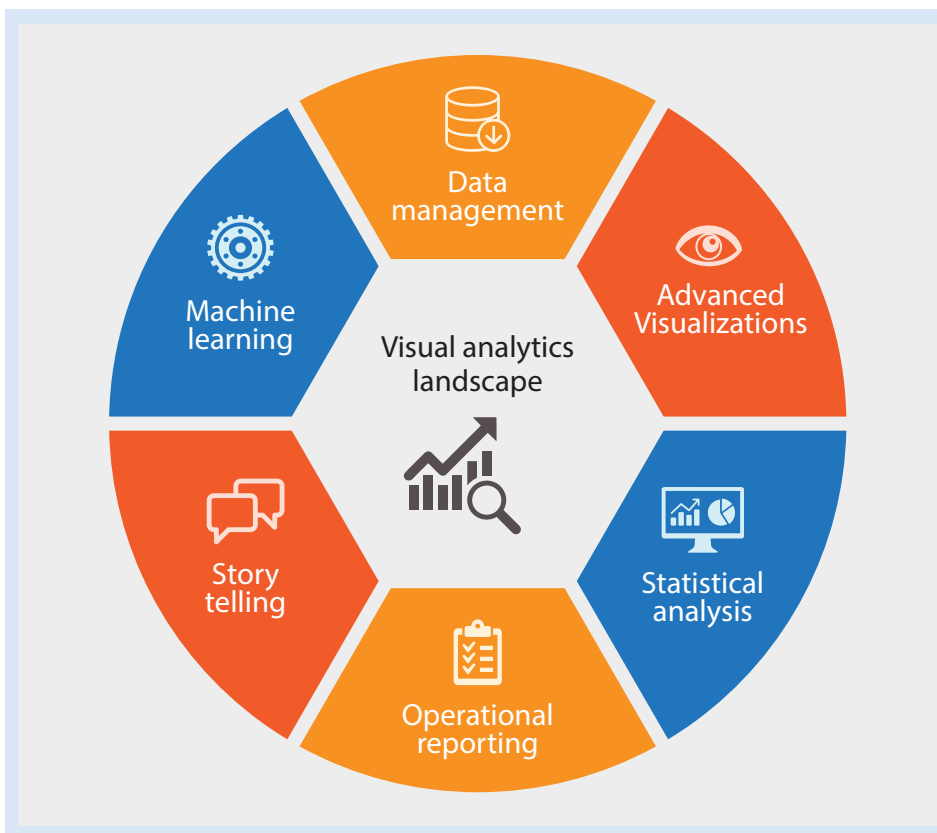 Data
management
Advanced
Visualizations
Machine
learning
Visual analytics
landscape
Statistical
analysis
Story
telling
Operational
reporting